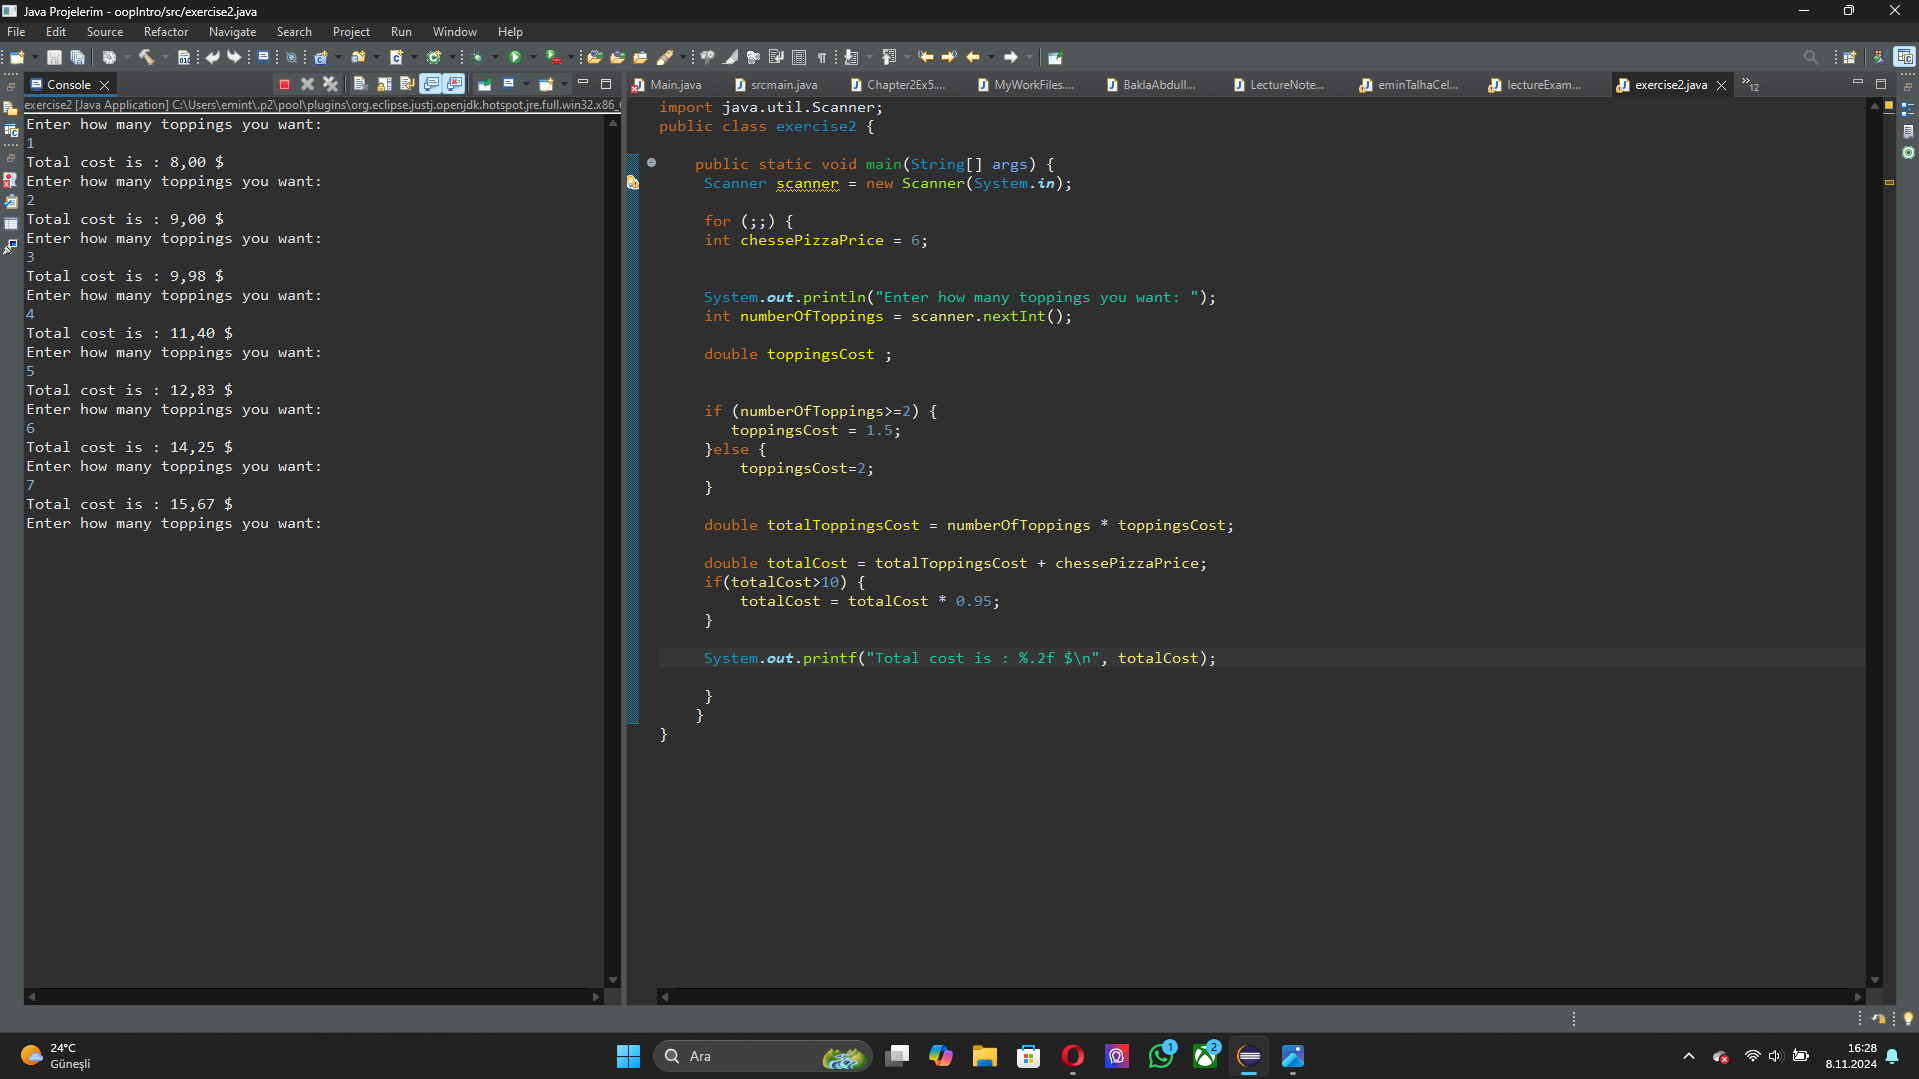 Java Projelerim - oopIntro/src/exercise2.java
File Edit Source Refactor Navigate Search Project Run Window Help
Console
exercise2 [Java Application] C:\Users\emint\.p2\pool\plugins\org.eclipse.justj.openjdk.hotspot.jre.full.win32.x86_
Enter how many toppings you want:
1
Total cost is : 8,00 $
Enter how many toppings you want:
2
Total cost is : 9,00 $
Enter how many toppings you want:
3
Total cost is : 9,98 $
Enter how many toppings you want:
4
Total cost is : 11,40 $
Enter how many toppings you want:
5
Total cost is : 12,83 $
Enter how many toppings you want:
6
Total cost is : 14,25 $
Enter how many toppings you want:
7
Total cost is : 15,67 $
Enter how many toppings you want:
Main.java srcmain.java Chapter2Ex5.... MyWorkFiles.... BaklaAbdull... LectureNote... eminTalhaCel... lectureExam... exercise2.java »12
import java.util.Scanner;
public class exercise2 {
public static void main(String[] args) {
Scanner scanner = new Scanner(System.in);
for (;;) {
int chessePizzaPrice = 6;
System.out.println("Enter how many toppings you want: ");
int numberOfToppings = scanner.nextInt();
double toppingsCost ;
if (numberOfToppings>=2) {
toppingsCost = 1.5;
}else {
toppingsCost=2;
}
double totalToppingsCost = numberOfToppings * toppingsCost;
double totalCost = totalToppingsCost + chessePizzaPrice;
if(totalCost>10) {
totalCost = totalCost * 0.95;
}
System.out.printf("Total cost is : %.2f $\n", totalCost);
}
}
}
24°C
Güneşli
Ara
1
2
16:28
8.11.2024